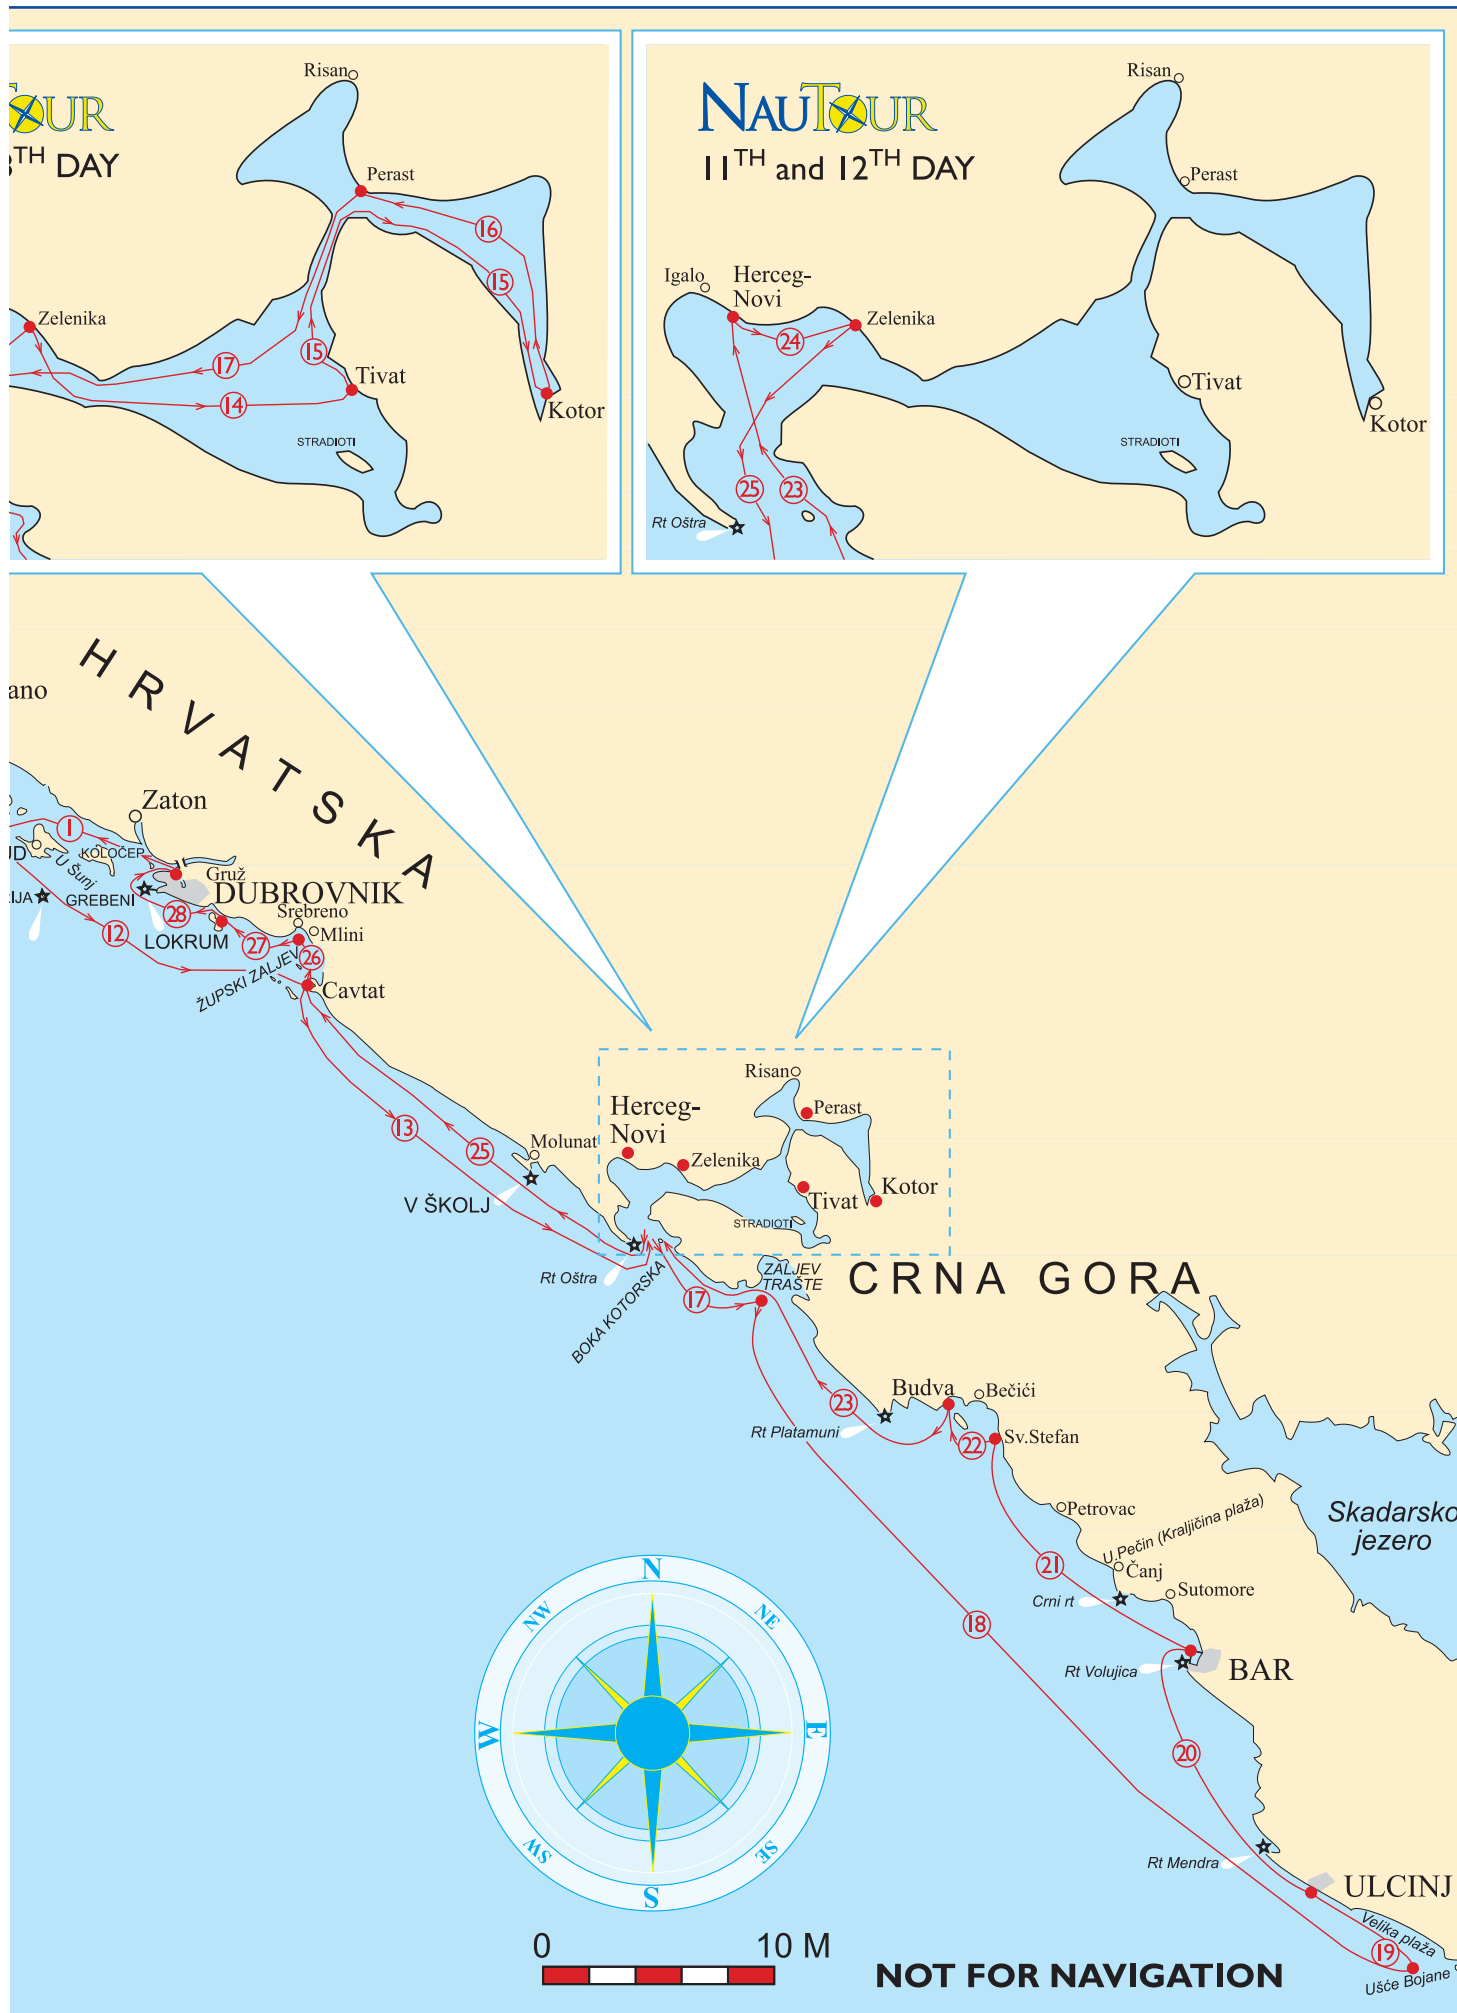 TOUR
TH DAY
Risan
Perast
16
15
Zelenika
17
15
14
Tivat
Kotor
STRADIOTI
NAUTOUR
11TH and 12TH DAY
Risan
Perast
Igalo
Herceg-
Novi
24
Zelenika
Tivat
Kotor
STRADIOTI
25
23
Rt Oštra
HRVATSKA
ano
Zaton
1
KOLOČEP
UD
U Šunj
Gruž
DUBROVNIK
RIJA
GREBENI
28
12
LOKRUM
27
Srebreno
Mlini
26
ŽUPSKI ZALJEV
Cavtat
13
25
Molunat
V ŠKOLJ
Risan
Herceg-
Novi
Perast
Zelenika
Tivat
Kotor
STRADIOTI
Rt Oštra
BOKA KOTORSKA
17
ZALJEV
TRAŠTE
CRNA GORA
Budva
Bečići
23
Rt Platamuni
22
Sv.Stefan
Petrovac
U.Pečin (Kraljičina plaža)
Skadarsko
jezero
21
Čanj
Crni rt
Sutomore
18
Rt Volujica
BAR
20
Rt Mendra
ULCINJ
Velika plaža
19
Ušće Bojane
N
NE
E
SE
S
SW
W
NW
0
10 M
NOT FOR NAVIGATION